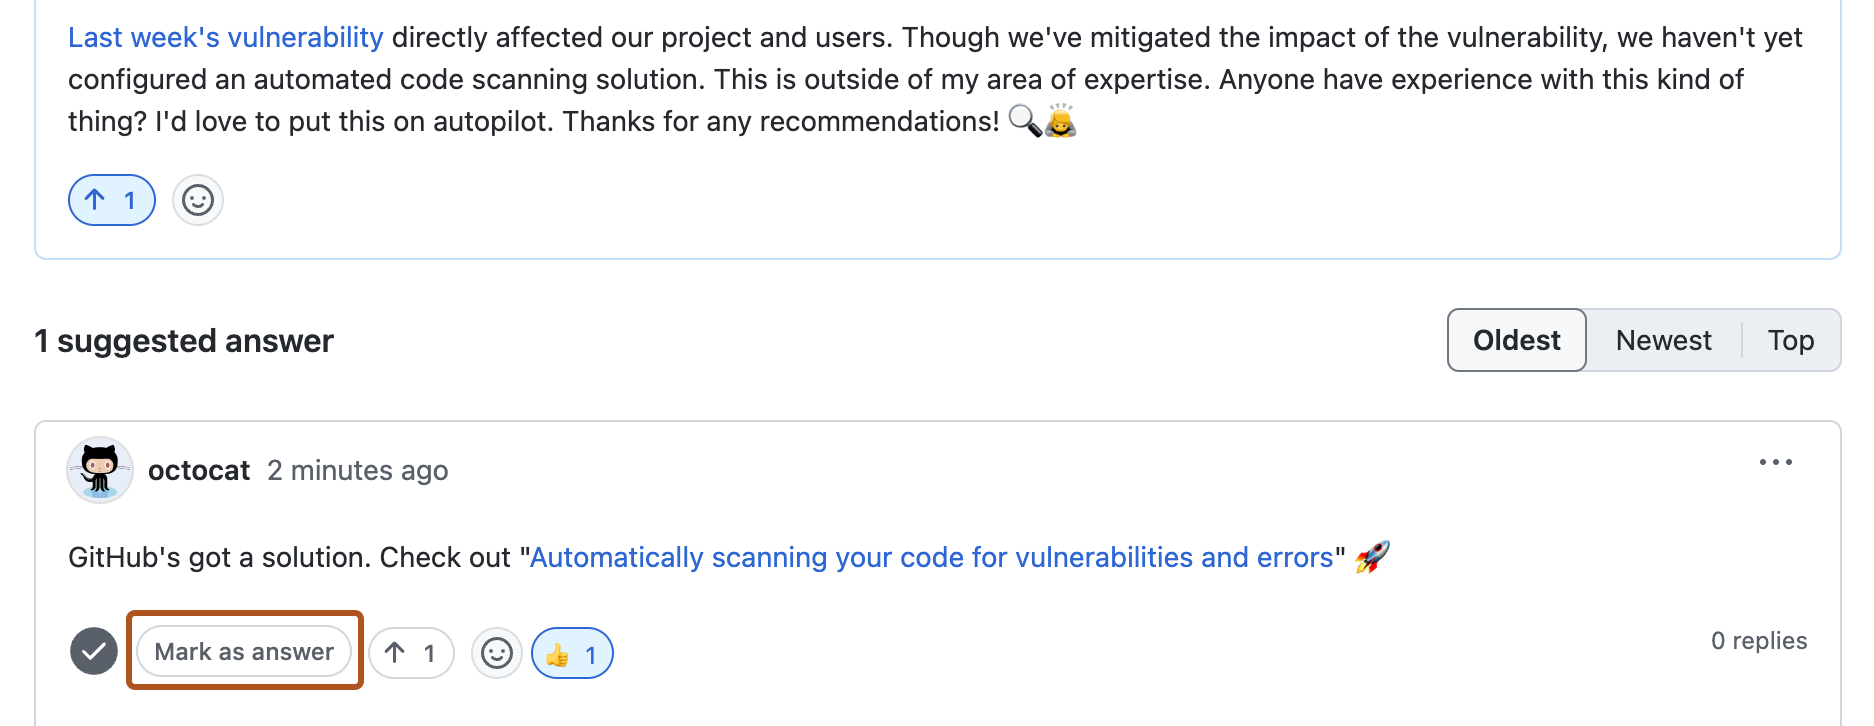 Last week's vulnerability directly affected our project and users. Though we've mitigated the impact of the vulnerability, we haven't yet
configured an automated code scanning solution. This is outside of my area of expertise. Anyone have experience with this kind of
thing? I'd love to put this on autopilot. Thanks for any recommendations! 🔍🙇
↑ 1
1 suggested answer
Oldest Newest Top
octocat 2 minutes ago
GitHub's got a solution. Check out "Automatically scanning your code for vulnerabilities and errors" 🚀
Mark as answer ↑ 1 👍 1 0 replies